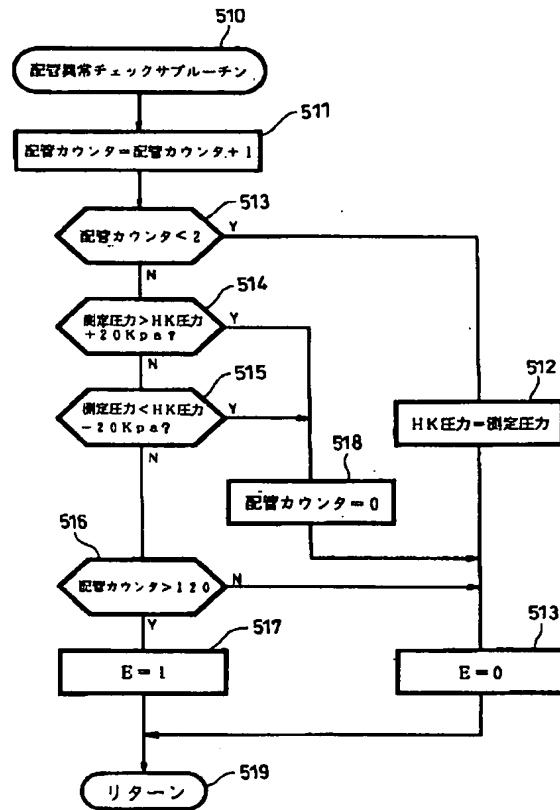 510
配管異常チェックサブルーチン
511
配管カウンタ=配管カウンタ+1
513
配管カウンタ<2
Y
N
514
測定圧力>HK圧力
+20Kpa?
Y
N
515
測定圧力<HK圧力
-20Kpa?
Y
N
512
HK圧力=測定圧力
518
配管カウンタ=0
516
配管カウンタ>120
N
Y
517
E=1
513
E=0
リターン
519